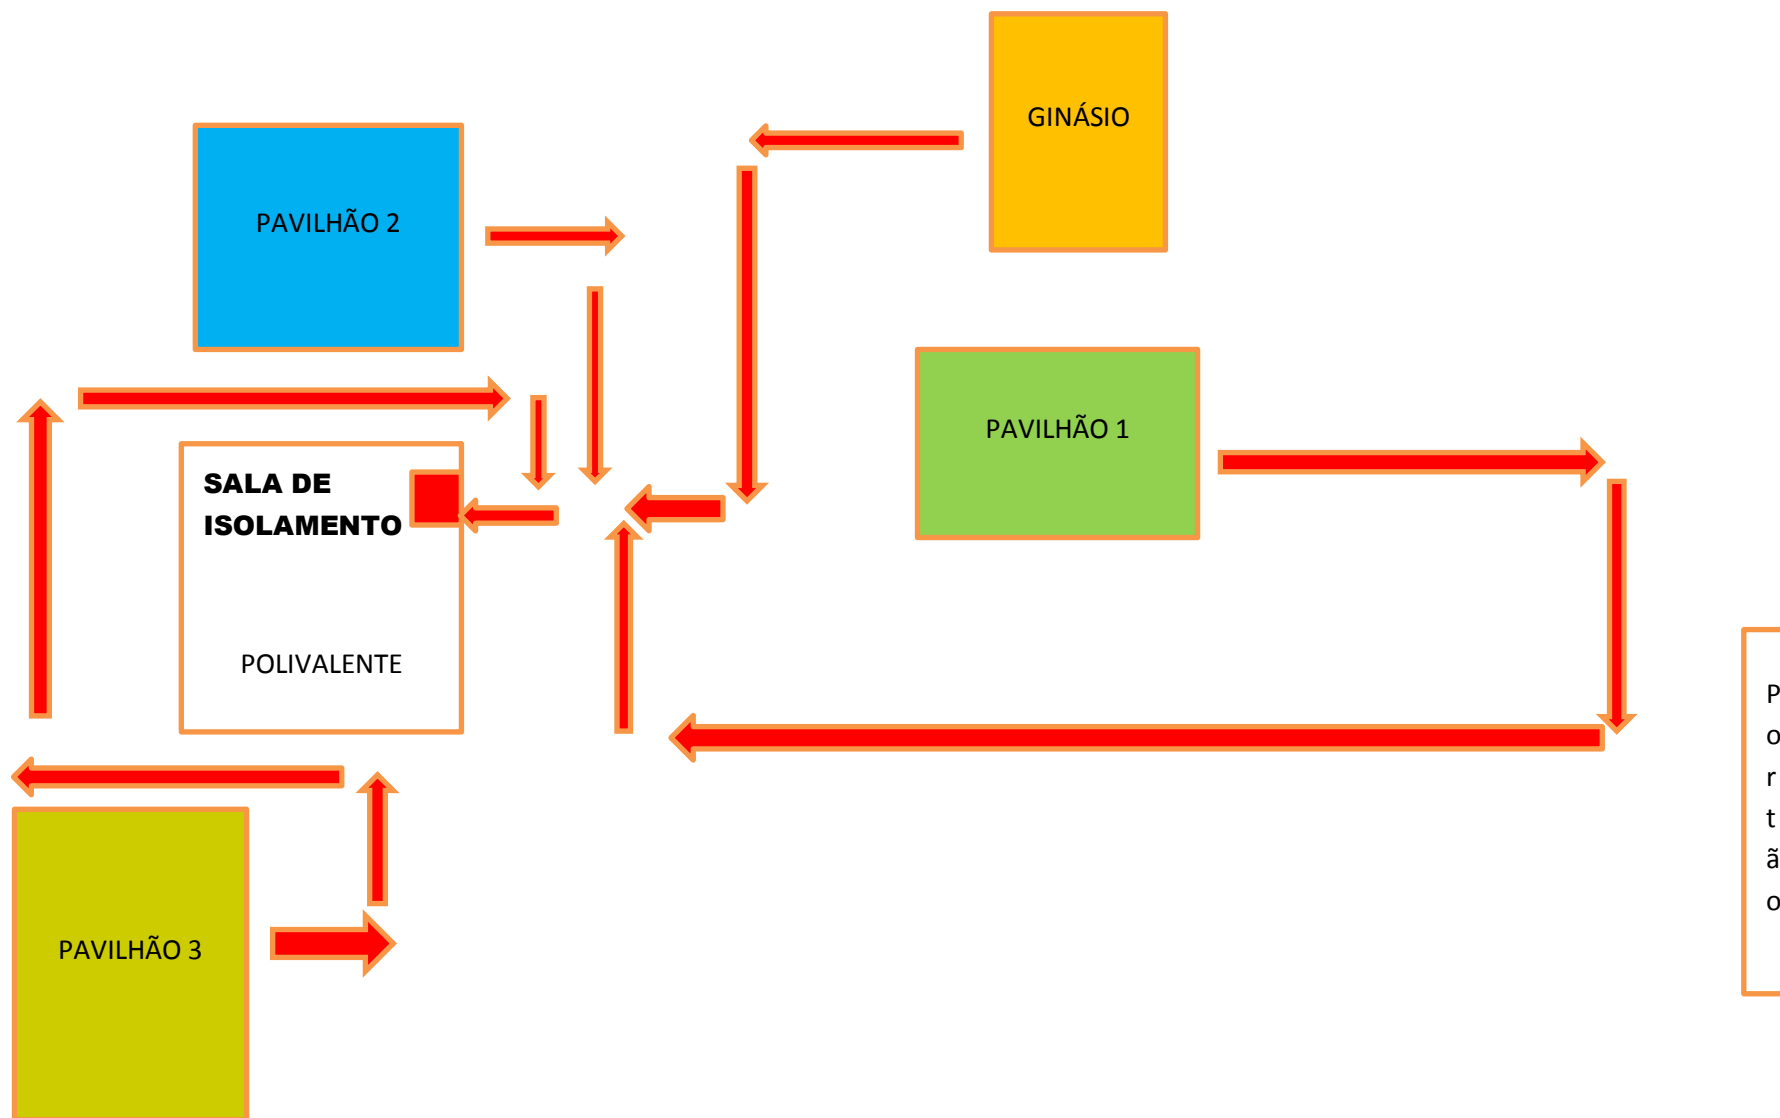 GINÁSIO
PAVILHÃO 2
PAVILHÃO 1
SALA DE
ISOLAMENTO
POLIVALENTE
P
o
r
t
ã
o
PAVILHÃO 3